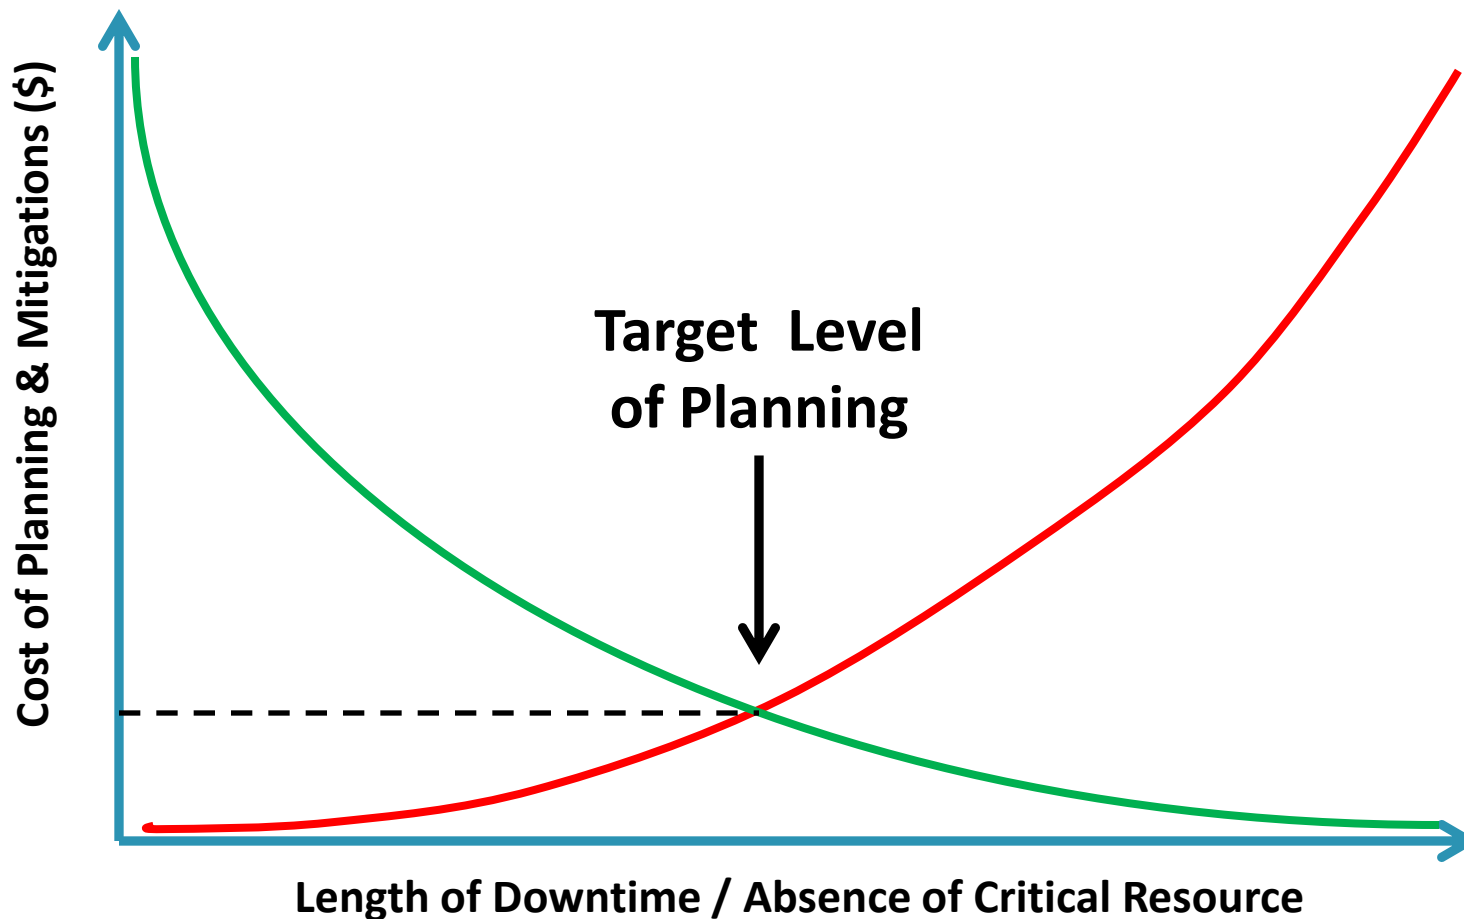 Cost of Planning & Mitigations ($)
Target Level
of Planning
Length of Downtime / Absence of Critical Resource